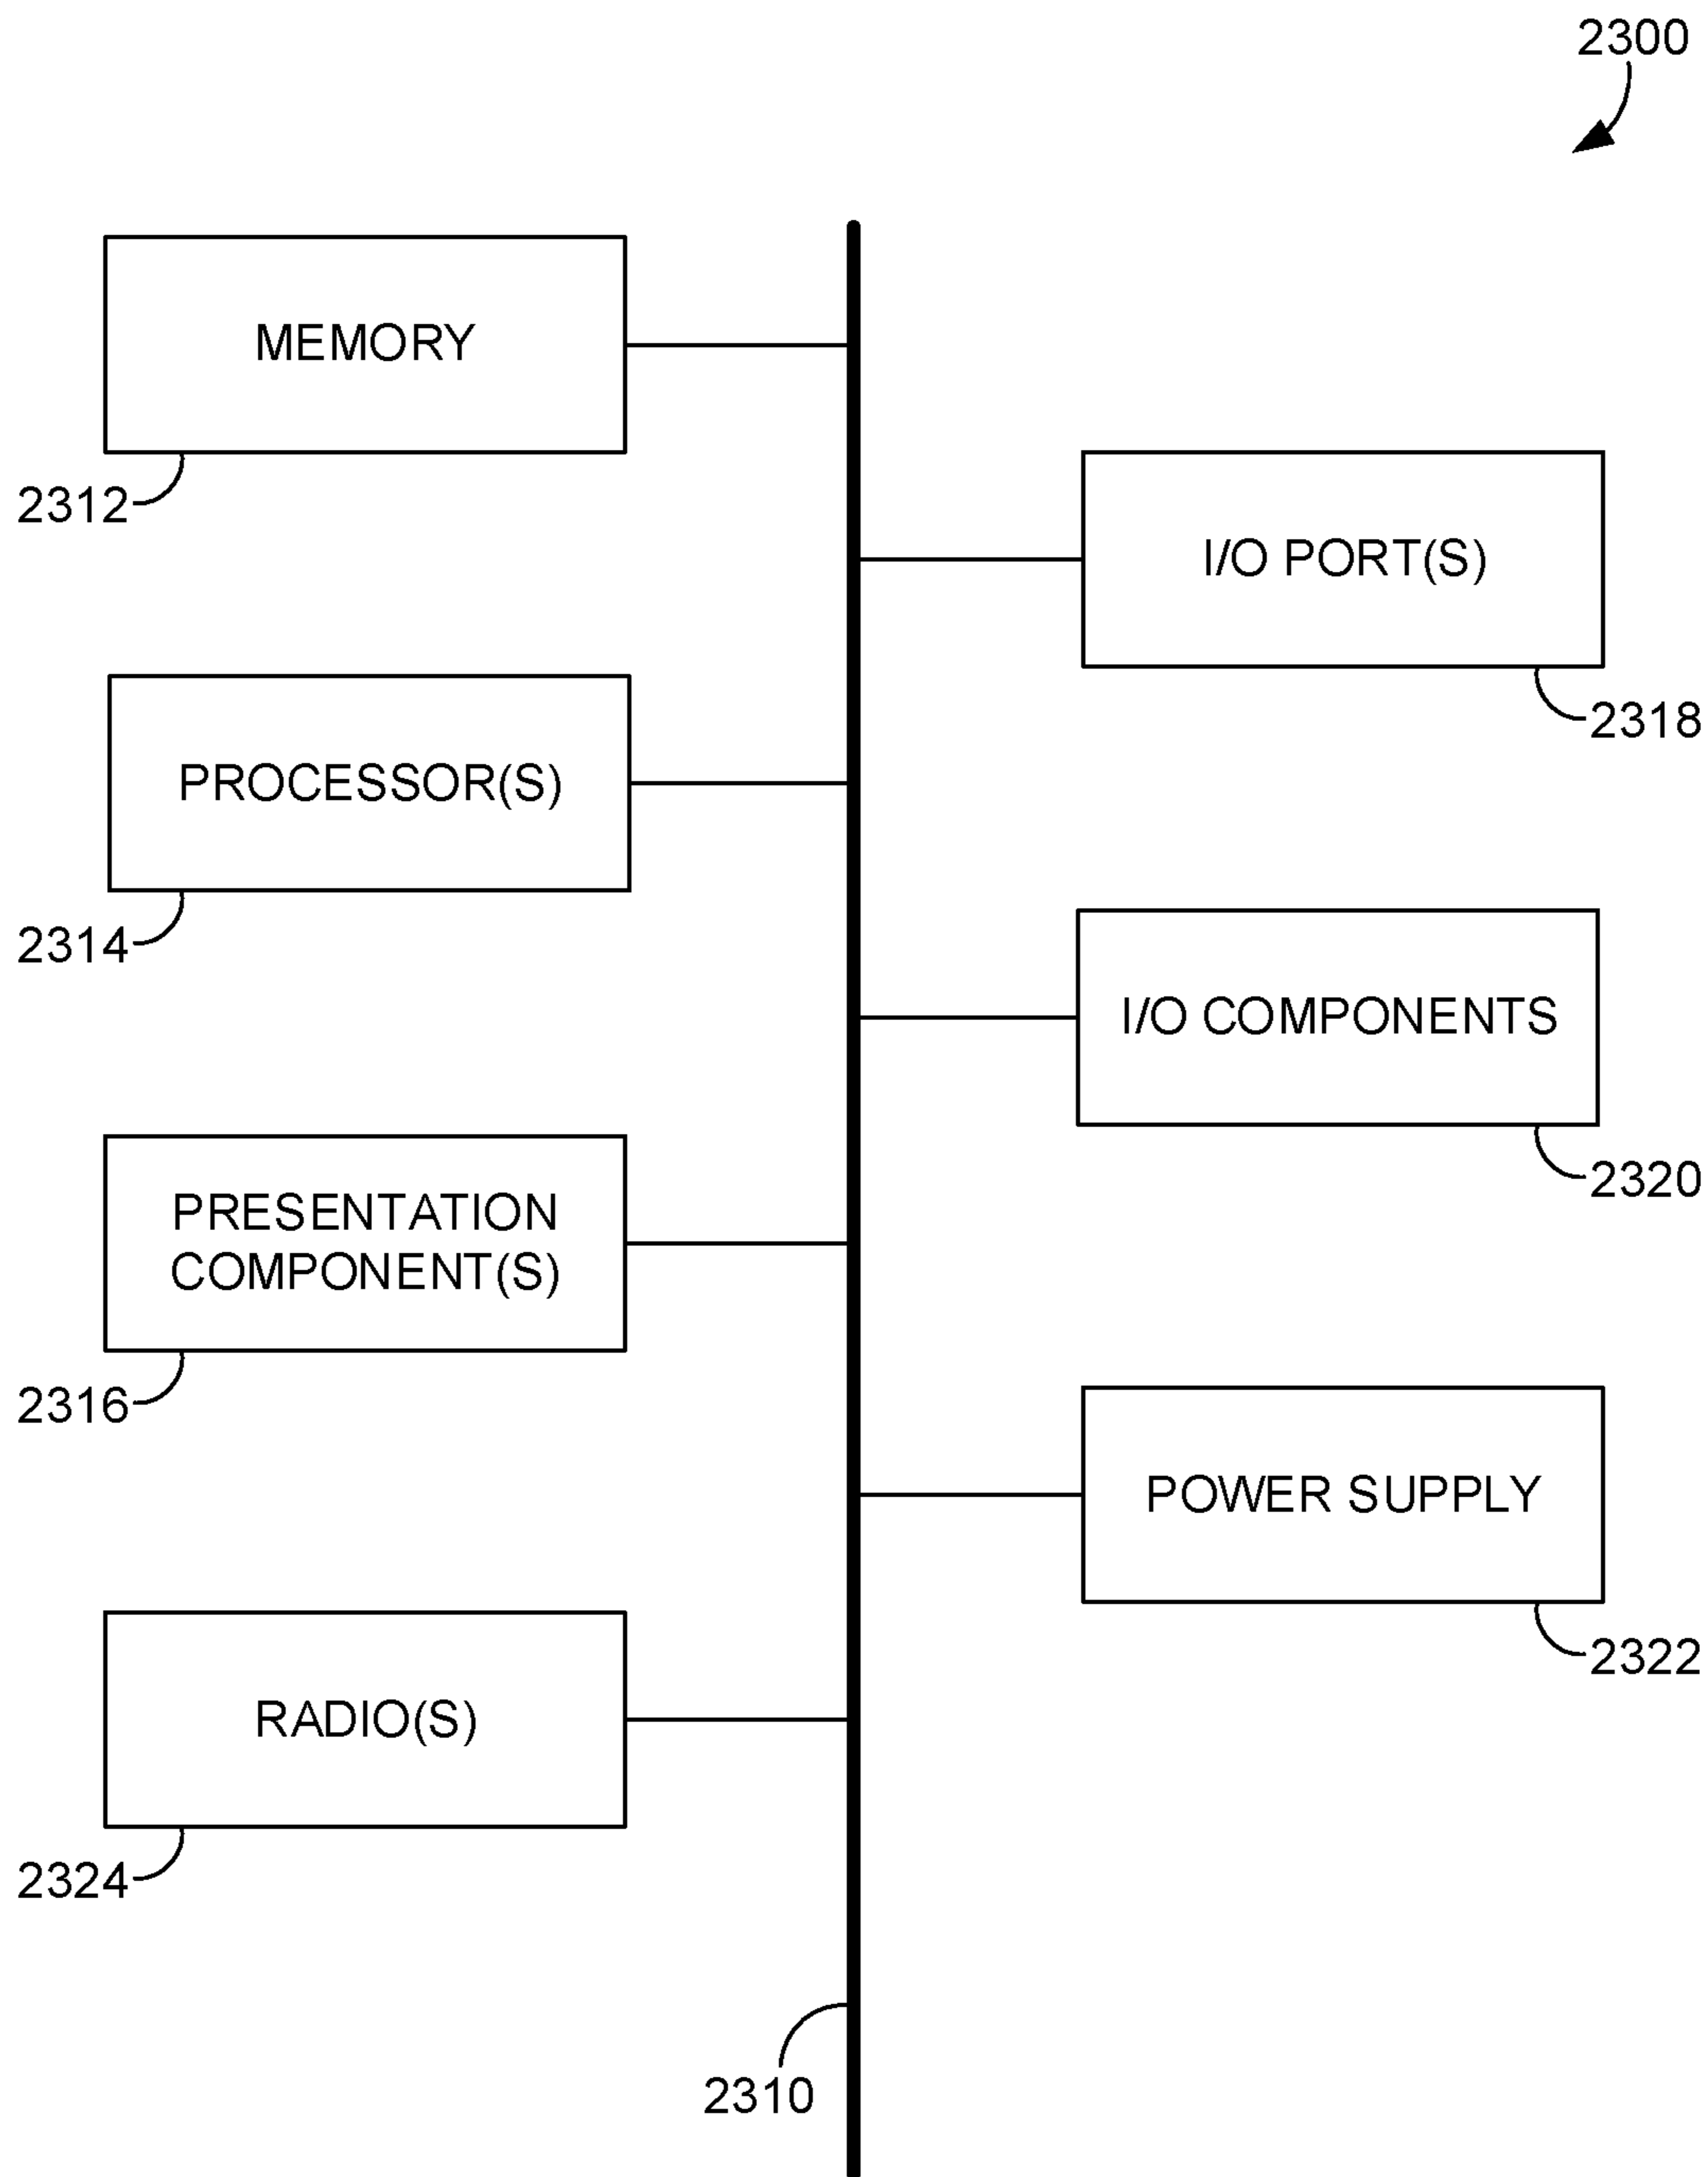 2300
MEMORY
2312
I/O PORT(S)
2318
PROCESSOR(S)
2314
I/O COMPONENTS
2320
PRESENTATION
COMPONENT(S)
2316
POWER SUPPLY
2322
RADIO(S)
2324
2310